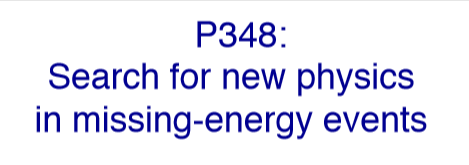 P348:
Search for new physics
in missing-energy events